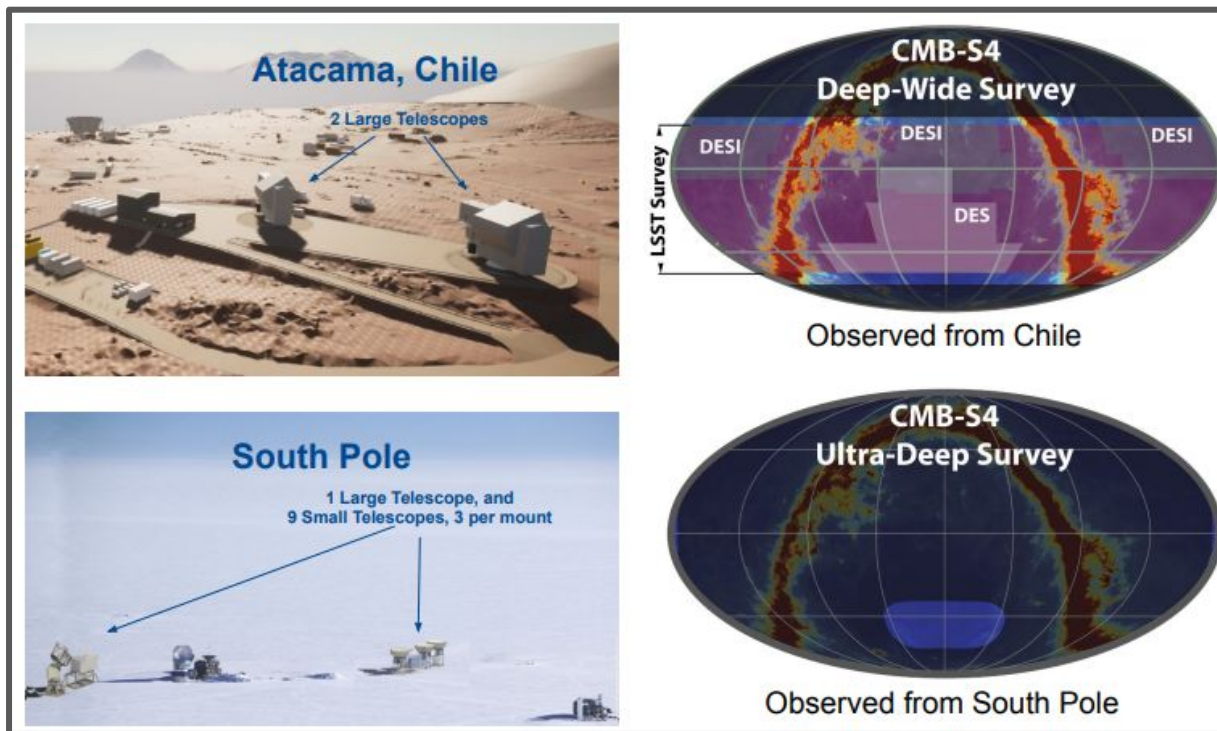 Atacama, Chile
2 Large Telescopes
CMB-S4
Deep-Wide Survey
DESI
DESI
DESI
LSST Survey
DES
Observed from Chile
South Pole
1 Large Telescope, and
9 Small Telescopes, 3 per mount
CMB-S4
Ultra-Deep Survey
Observed from South Pole